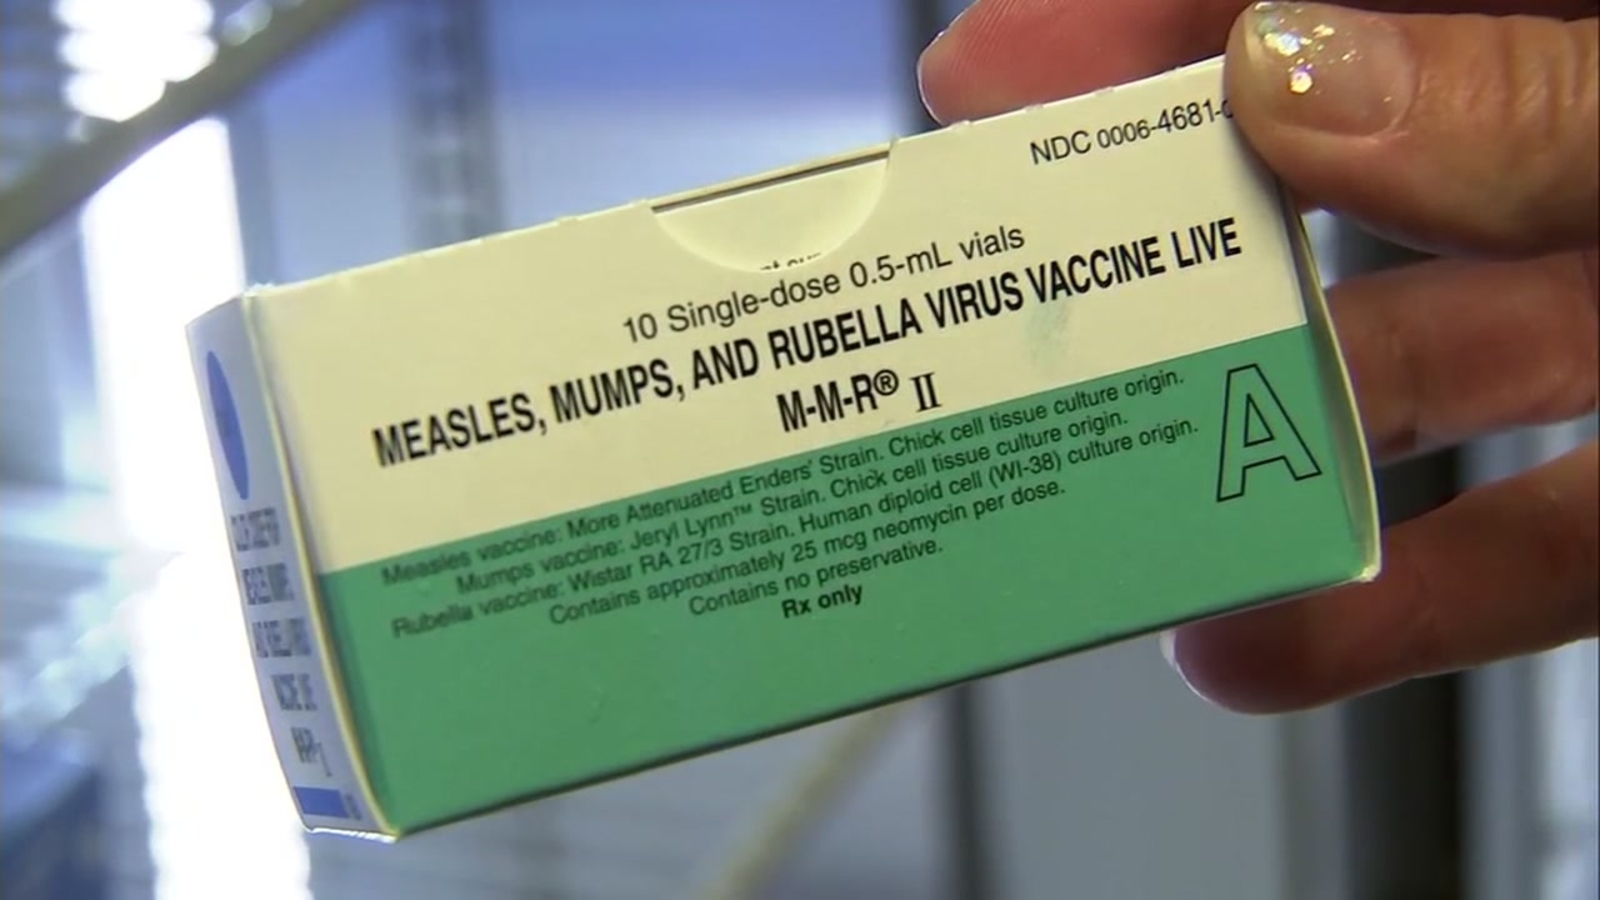 NDC 0006-4681-
10 Single-dose 0.5-mL vials
MEASLES, MUMPS, AND RUBELLA VIRUS VACCINE LIVE
M-M-R® II
Measles vaccine: More Attenuated Enders' Strain. Chick cell tissue culture origin.
Mumps vaccine: Jeryl Lynn™ Strain. Chick cell tissue culture origin.
Rubella vaccine: Wistar RA 27/3 Strain. Human diploid cell (WI-38) culture origin.
Contains approximately 25 mcg neomycin per dose.
Contains no preservative.
Rx only
A